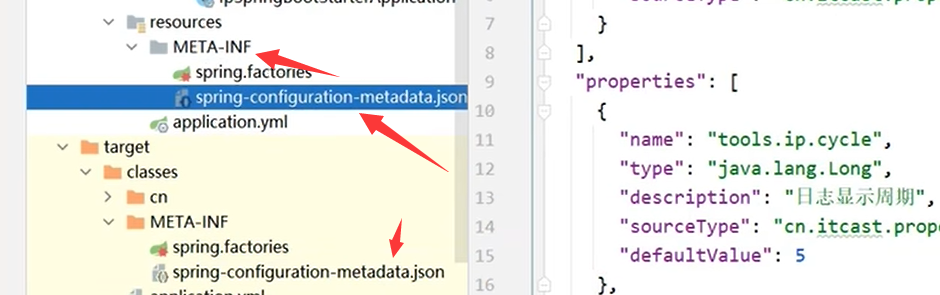 IpSpringbootStarterApplication
resources
META-INF
spring.factories
spring-configuration-metadata.json
application.yml
target
classes
cn
META-INF
spring.factories
spring-configuration-metadata.json
application.yml
"sourceType": "cn.itcast.prop
7 }
8 ],
9 "properties": [
10 {
11 "name": "tools.ip.cycle",
12 "type": "java.lang.Long",
13 "description": "日志显示周期",
14 "sourceType": "cn.itcast.prope
15 "defaultValue": 5
16 },